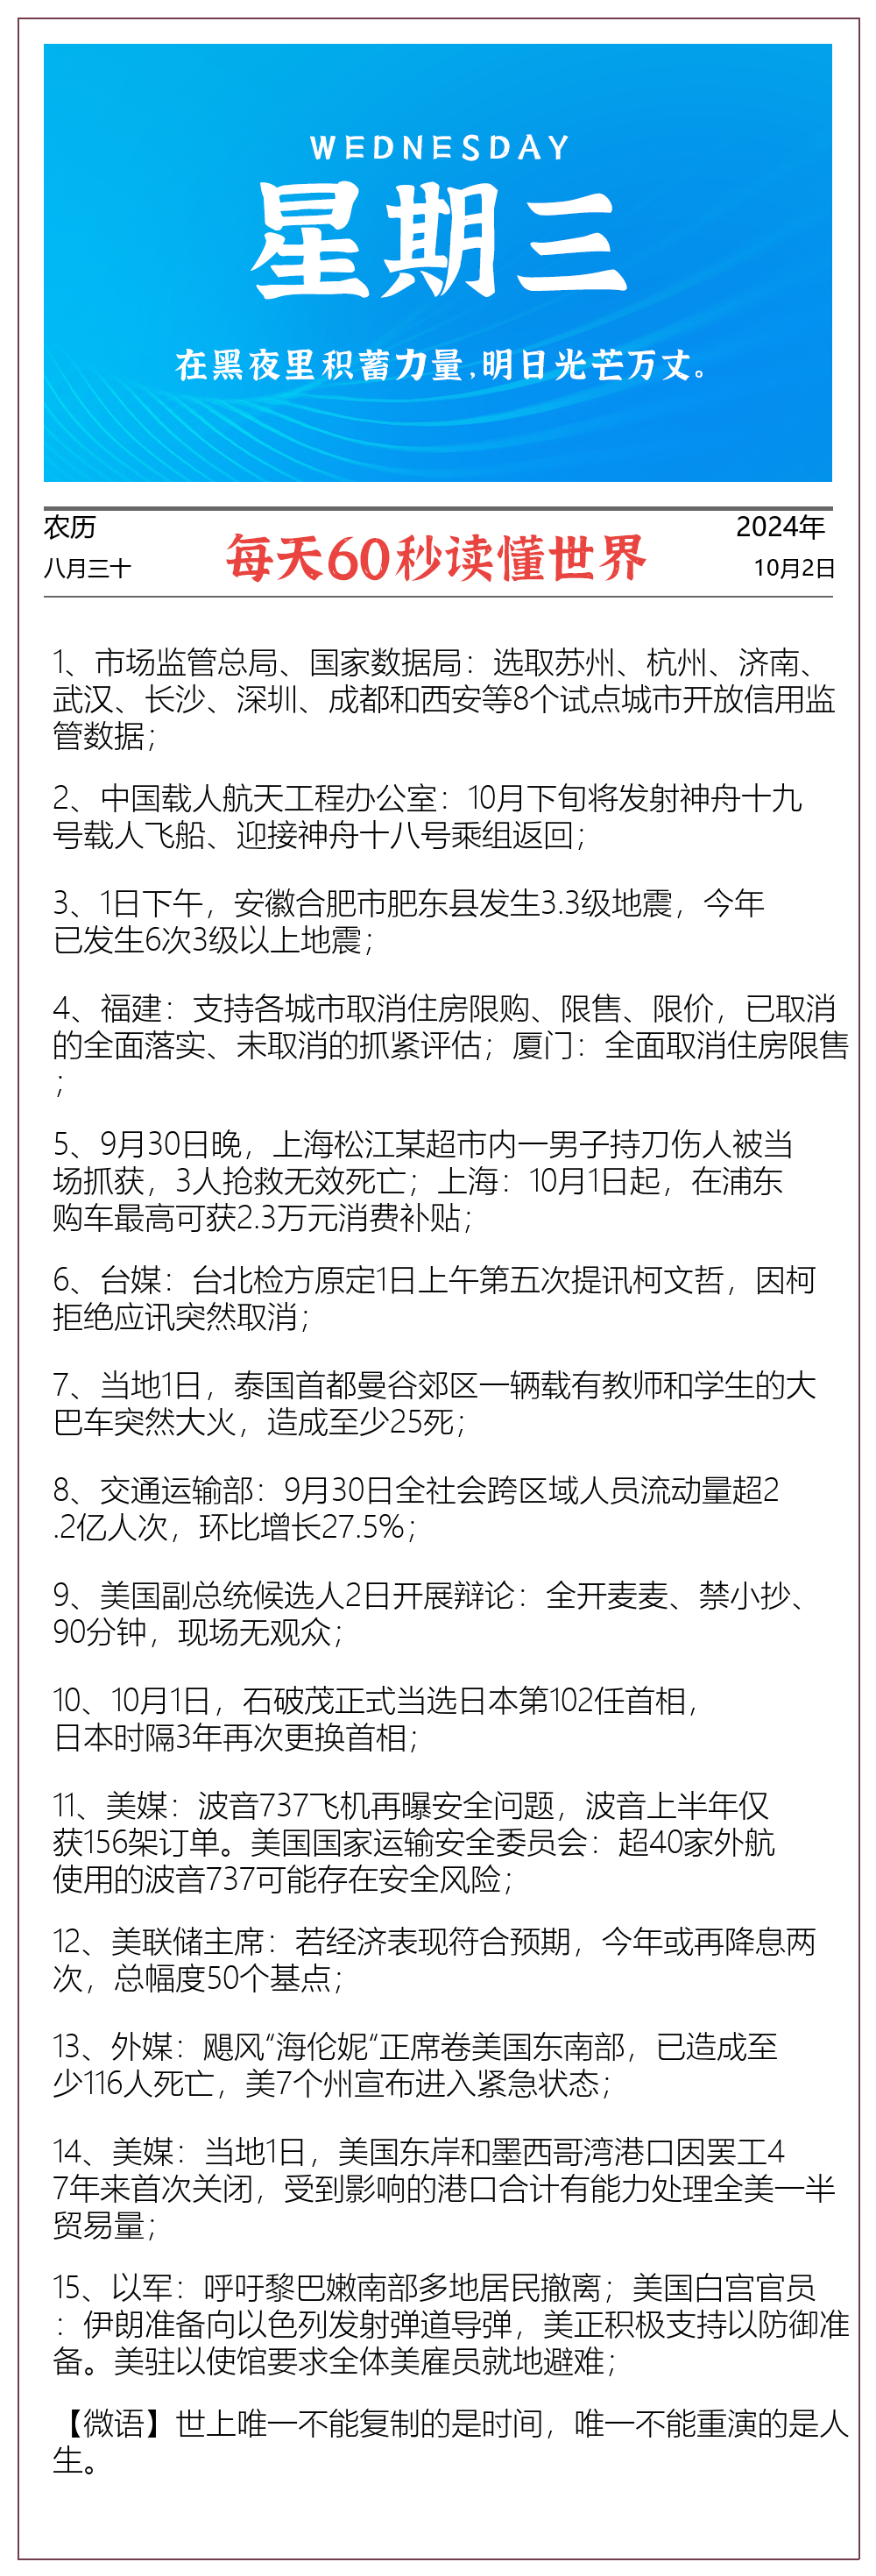 WEDNESDAY
星期三
在黑夜里积蓄力量,明日光芒万丈。
农历
八月三十
每天60秒读懂世界
2024年
10月2日
1、市场监管总局、国家数据局：选取苏州、杭州、济南、
武汉、长沙、深圳、成都和西安等8个试点城市开放信用监
管数据；
2、中国载人航天工程办公室：10月下旬将发射神舟十九
号载人飞船、迎接神舟十八号乘组返回；
3、1日下午，安徽合肥市肥东县发生3.3级地震，今年
已发生6次3级以上地震；
4、福建：支持各城市取消住房限购、限售、限价，已取消
的全面落实、未取消的抓紧评估；厦门：全面取消住房限售
；
5、9月30日晚，上海松江某超市内一男子持刀伤人被当
场抓获，3人抢救无效死亡；上海：10月1日起，在浦东
购车最高可获2.3万元消费补贴；
6、台媒：台北检方原定1日上午第五次提讯柯文哲，因柯
拒绝应讯突然取消；
7、当地1日，泰国首都曼谷郊区一辆载有教师和学生的大
巴车突然大火，造成至少25死；
8、交通运输部：9月30日全社会跨区域人员流动量超2
.2亿人次，环比增长27.5%；
9、美国副总统候选人2日开展辩论：全开麦麦、禁小抄、
90分钟，现场无观众；
10、10月1日，石破茂正式当选日本第102任首相，
日本时隔3年再次更换首相；
11、美媒：波音737飞机再曝安全问题，波音上半年仅
获156架订单。美国国家运输安全委员会：超40家外航
使用的波音737可能存在安全风险；
12、美联储主席：若经济表现符合预期，今年或再降息两
次，总幅度50个基点；
13、外媒：飓风“海伦妮“正席卷美国东南部，已造成至
少116人死亡，美7个州宣布进入紧急状态；
14、美媒：当地1日，美国东岸和墨西哥湾港口因罢工4
7年来首次关闭，受到影响的港口合计有能力处理全美一半
贸易量；
15、以军：呼吁黎巴嫩南部多地居民撤离；美国白宫官员
：伊朗准备向以色列发射弹道导弹，美正积极支持以防御准
备。美驻以使馆要求全体美雇员就地避难；
【微语】世上唯一不能复制的是时间，唯一不能重演的是人
生。